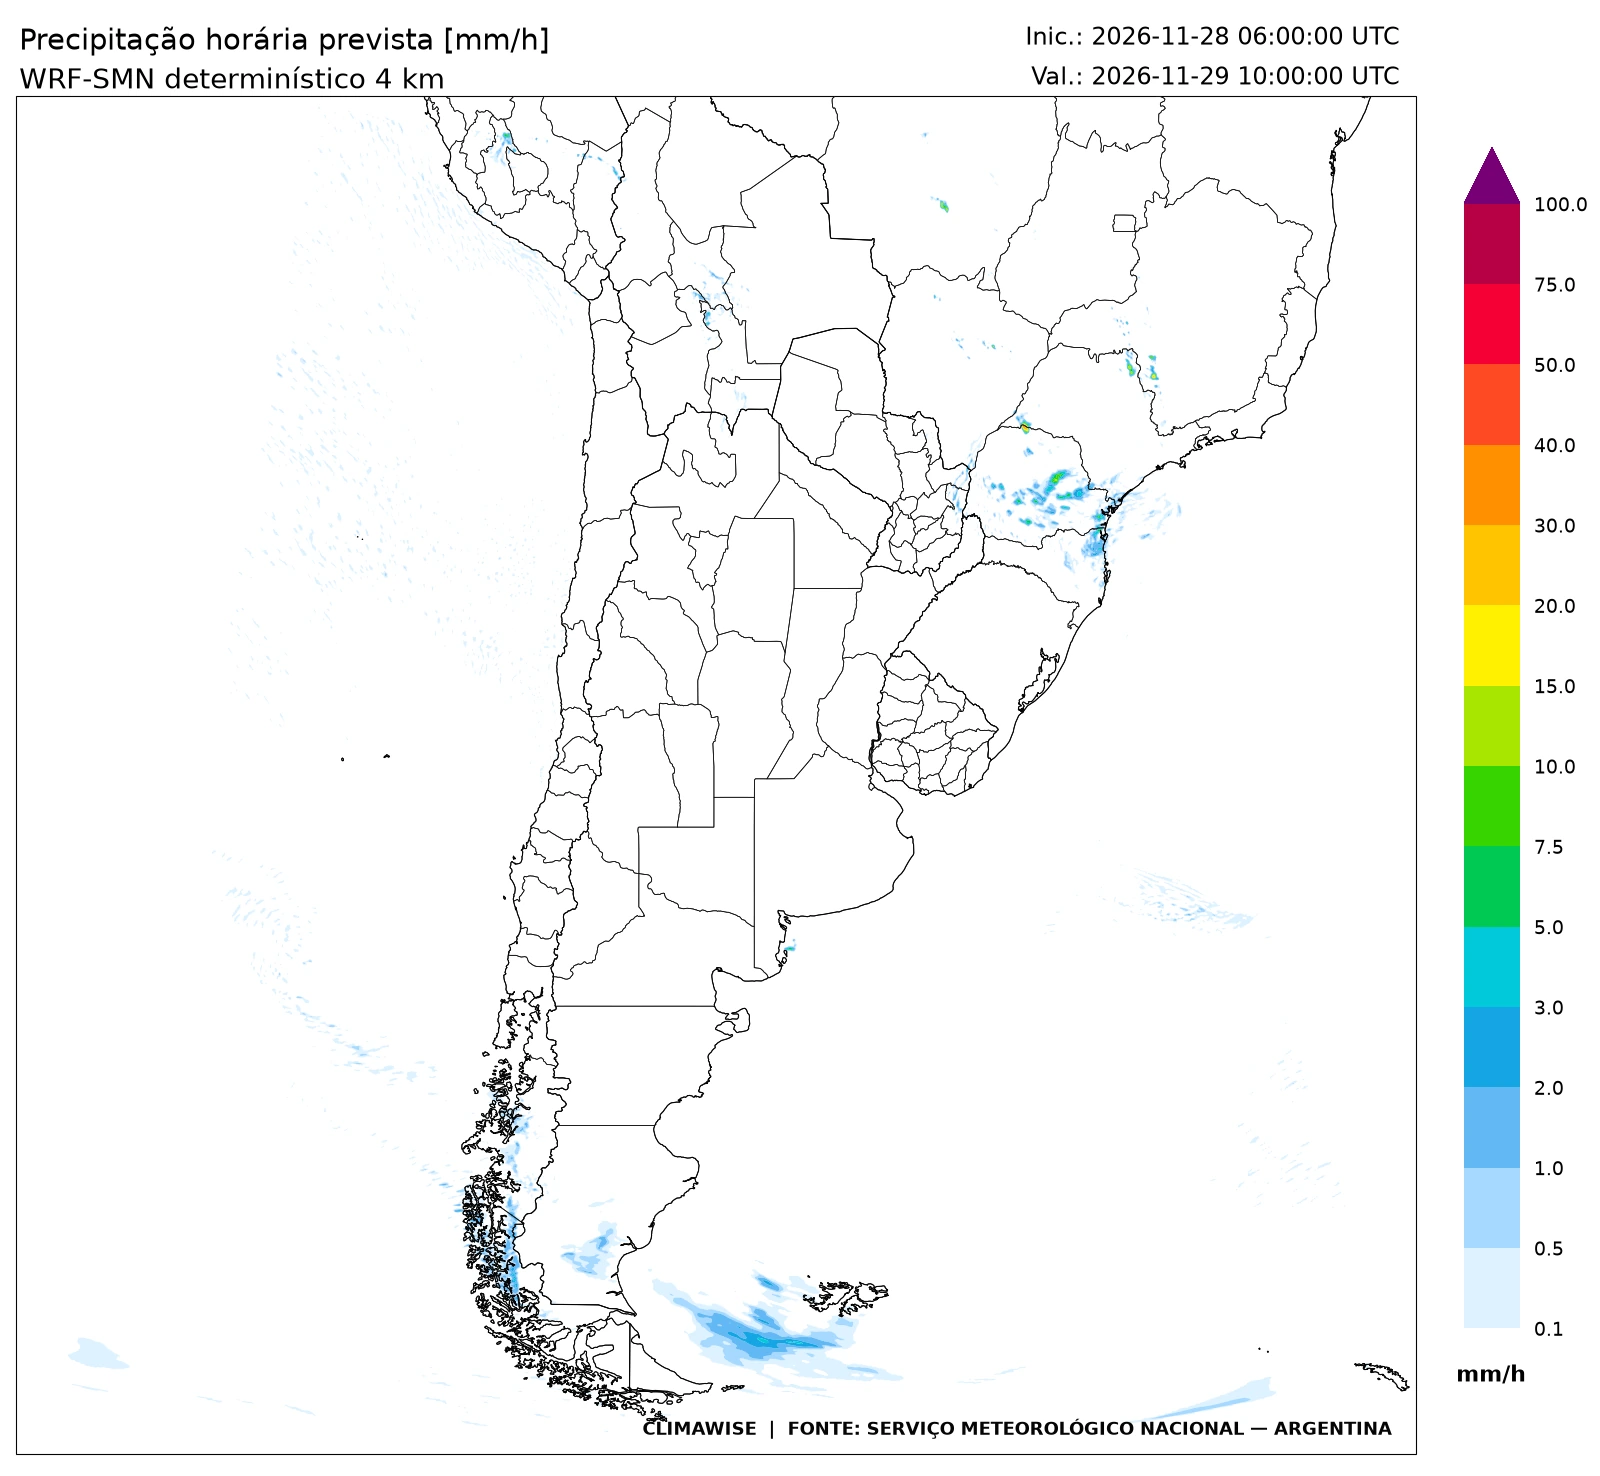 Precipitação horária prevista [mm/h]
WRF-SMN determinístico 4 km
Inic.: 2026-11-28 06:00:00 UTC
Val.: 2026-11-29 10:00:00 UTC
100.0
75.0
50.0
40.0
30.0
20.0
15.0
10.0
7.5
5.0
3.0
2.0
1.0
0.5
0.1
mm/h
CLIMAWISE | FONTE: SERVIÇO METEOROLÓGICO NACIONAL — ARGENTINA